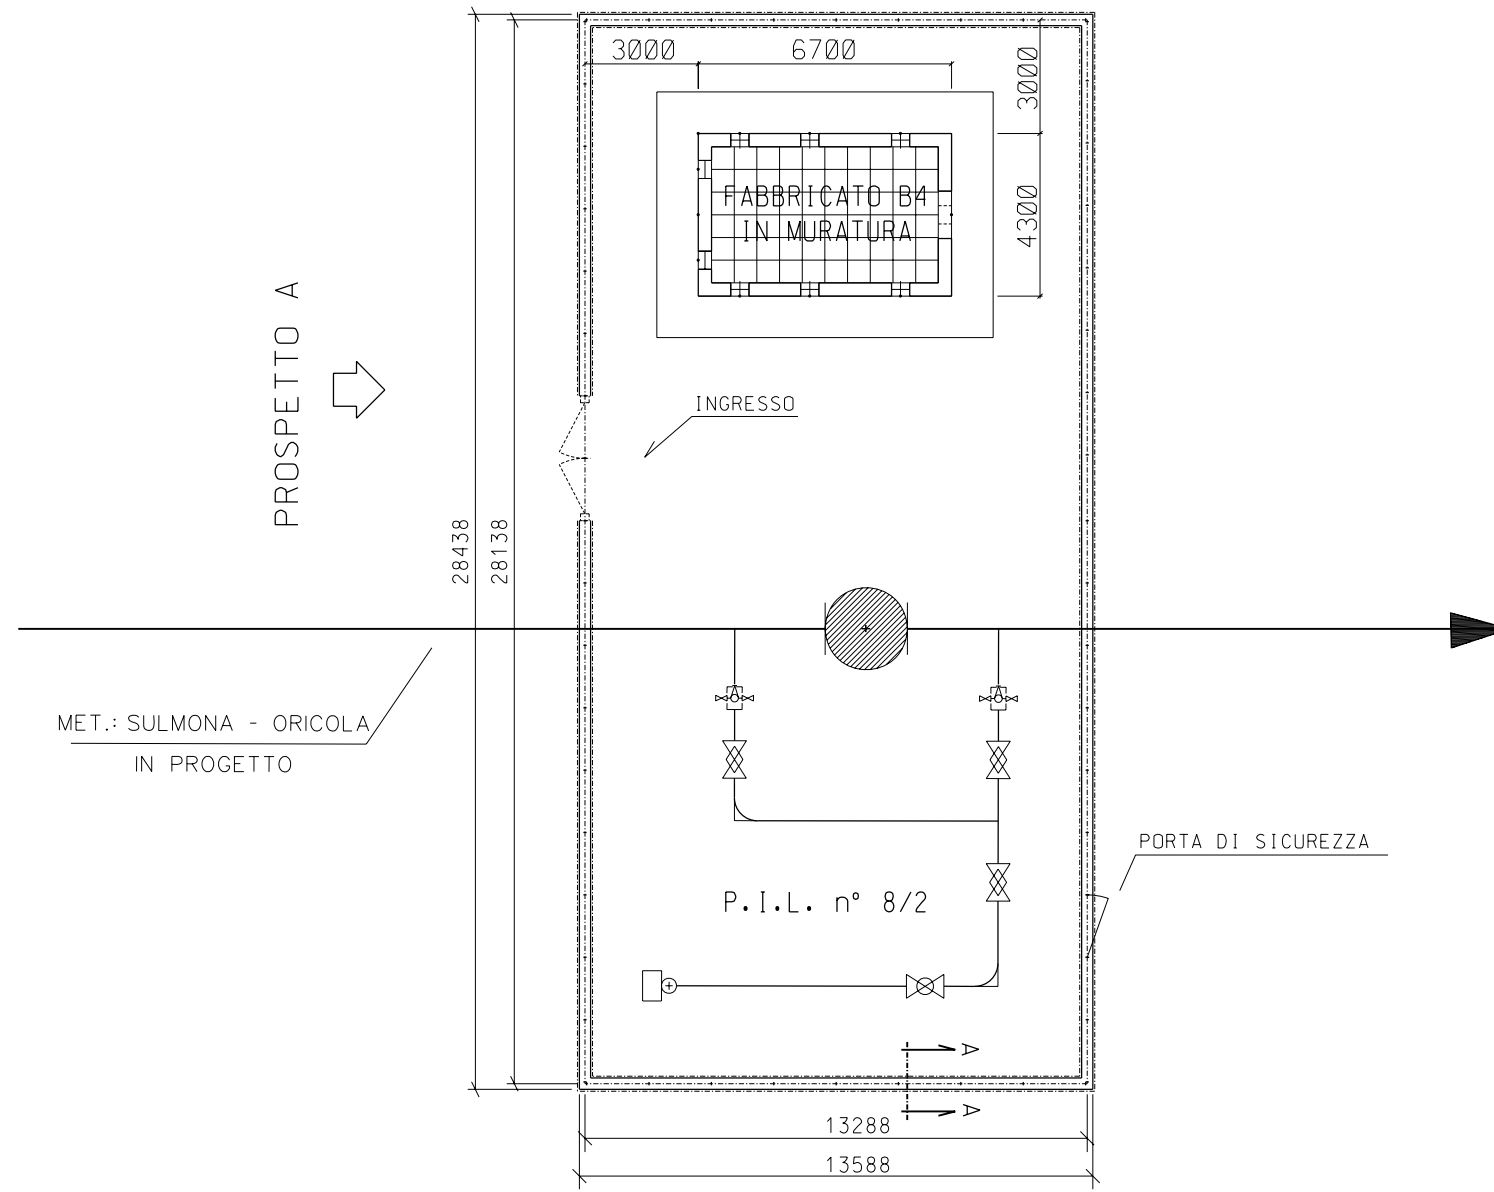 3000
6700
3000
FABBRICATO B4
IN MURATURA
4300
PROSPETTO A
INGRESSO
28438
28138
MET.: SULMONA - ORICOLA
IN PROGETTO
PORTA DI SICUREZZA
P.I.L. n° 8/2
A
A
13288
13588